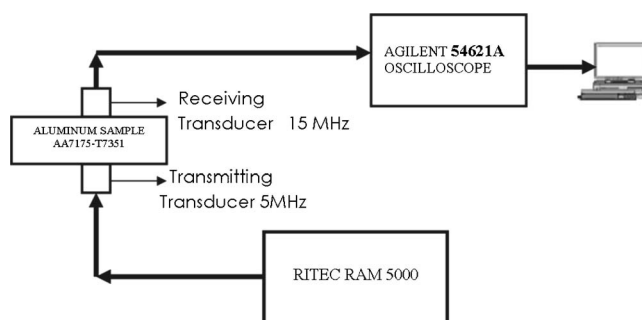 AGILENT 54621A
OSCILLOSCOPE
Receiving
Transducer 15 MHz
ALUMINUM SAMPLE
AA7175-T7351
Transmitting
Transducer 5MHz
RITEC RAM 5000